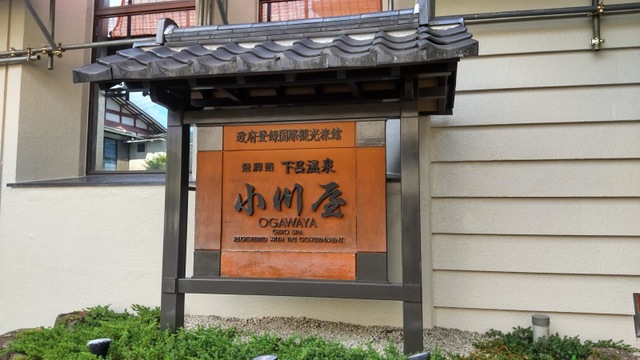 政府登録国際観光旅館
飛騨路 下呂温泉
小川屋
OGAWAYA
GERO SPA
REGISTERED WITH THE GOVERNMENT